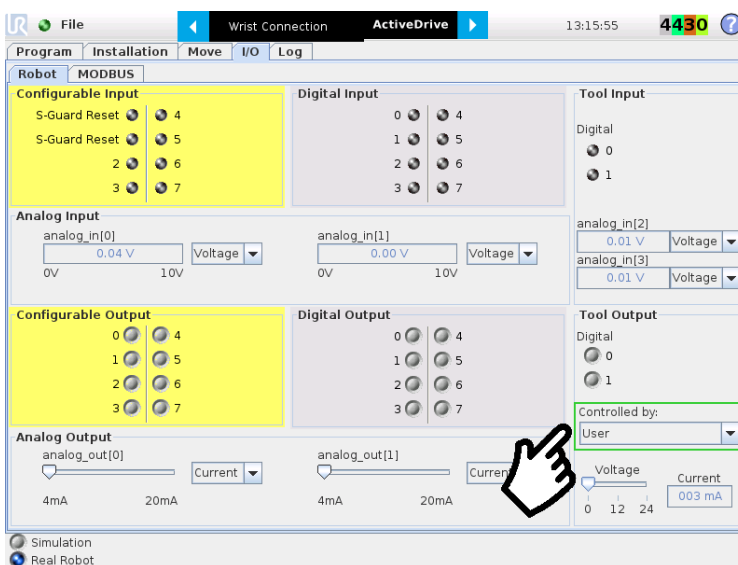 File Wrist Connection ActiveDrive 13:15:55 4430 ?
Program Installation Move I/O Log
Robot MODBUS
Configurable Input
S-Guard Reset 4
S-Guard Reset 5
2 6
3 7
Digital Input
0 4
1 5
2 6
3 7
Tool Input
Digital
0
1
Analog Input
analog_in[0]
0.04 V Voltage
0V 10V
analog_in[1]
0.00 V Voltage
0V 10V
analog_in[2]
0.01 V Voltage
analog_in[3]
0.01 V Voltage
Configurable Output
0 4
1 5
2 6
3 7
Digital Output
0 4
1 5
2 6
3 7
Tool Output
Digital
0
1
Controlled by:
User
Analog Output
analog_out[0]
Current
4mA 20mA
analog_out[1]
4mA 20mA
Voltage
0 12 24
Current
003 mA
Simulation
Real Robot